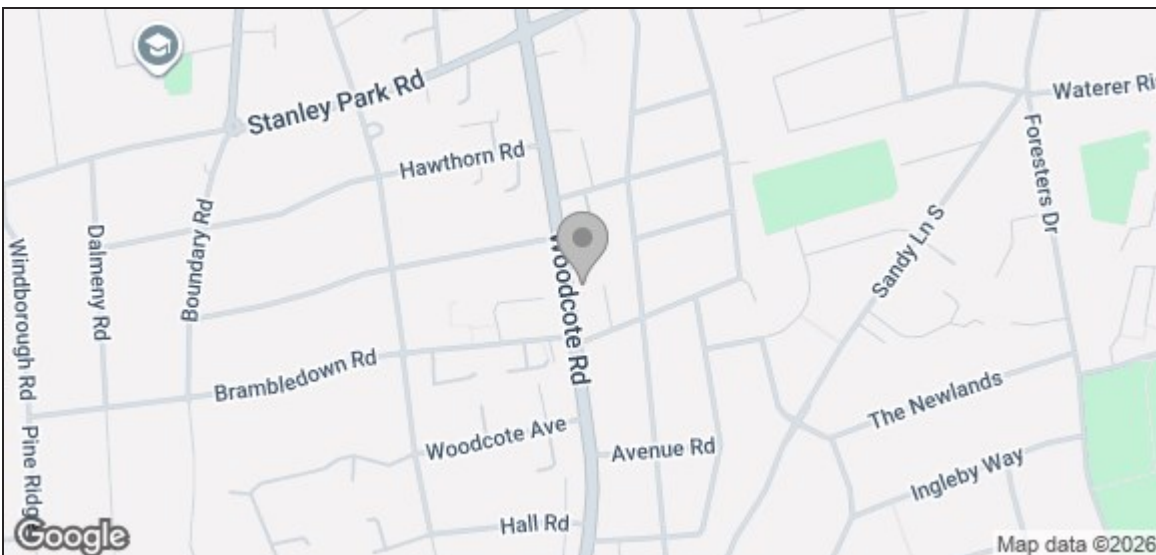 Stanley Park Rd
Waterer Ri
Hawthorn Rd
Foresters Dr
Dalmeny Rd
Boundary Rd
Windborough Rd
Woodcote Rd
Sandy Ln S
Brambledown Rd
The Newlands
Pine Ridge
Woodcote Ave
Avenue Rd
Ingleby Way
Hall Rd
Google
Map data ©2026